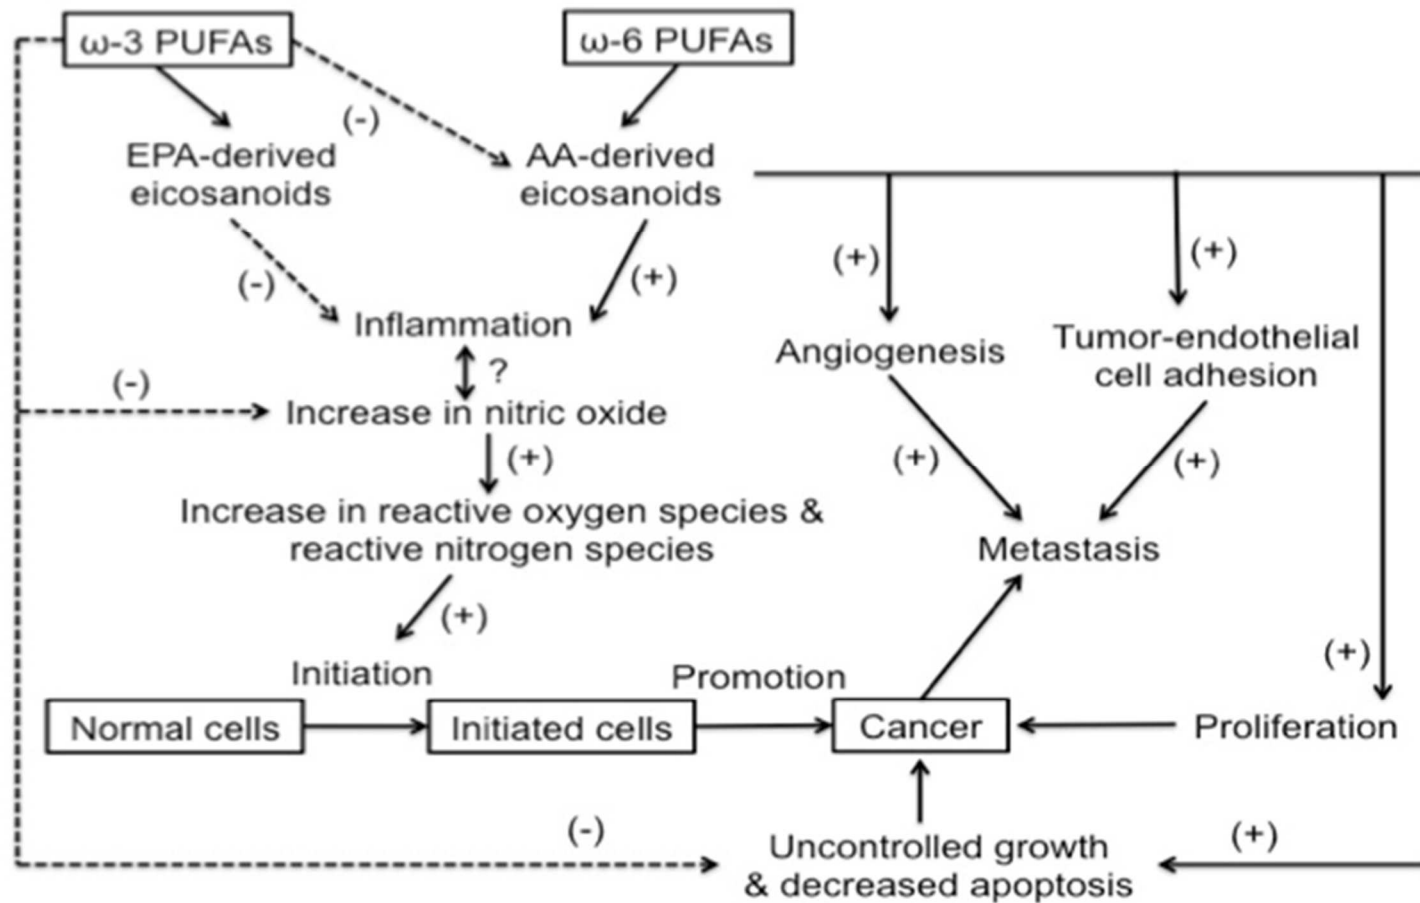 ω-3 PUFAs
ω-6 PUFAs
(-)
EPA-derived
eicosanoids
AA-derived
eicosanoids
(-)
(+)
(+)
(+)
Inflammation
?
Angiogenesis
Tumor-endothelial
cell adhesion
(-)
Increase in nitric oxide
(+)
(+)
(+)
Increase in reactive oxygen species &
reactive nitrogen species
Metastasis
(+)
(+)
Initiation
Promotion
Normal cells
Initiated cells
Cancer
Proliferation
(-)
(+)
Uncontrolled growth
& decreased apoptosis